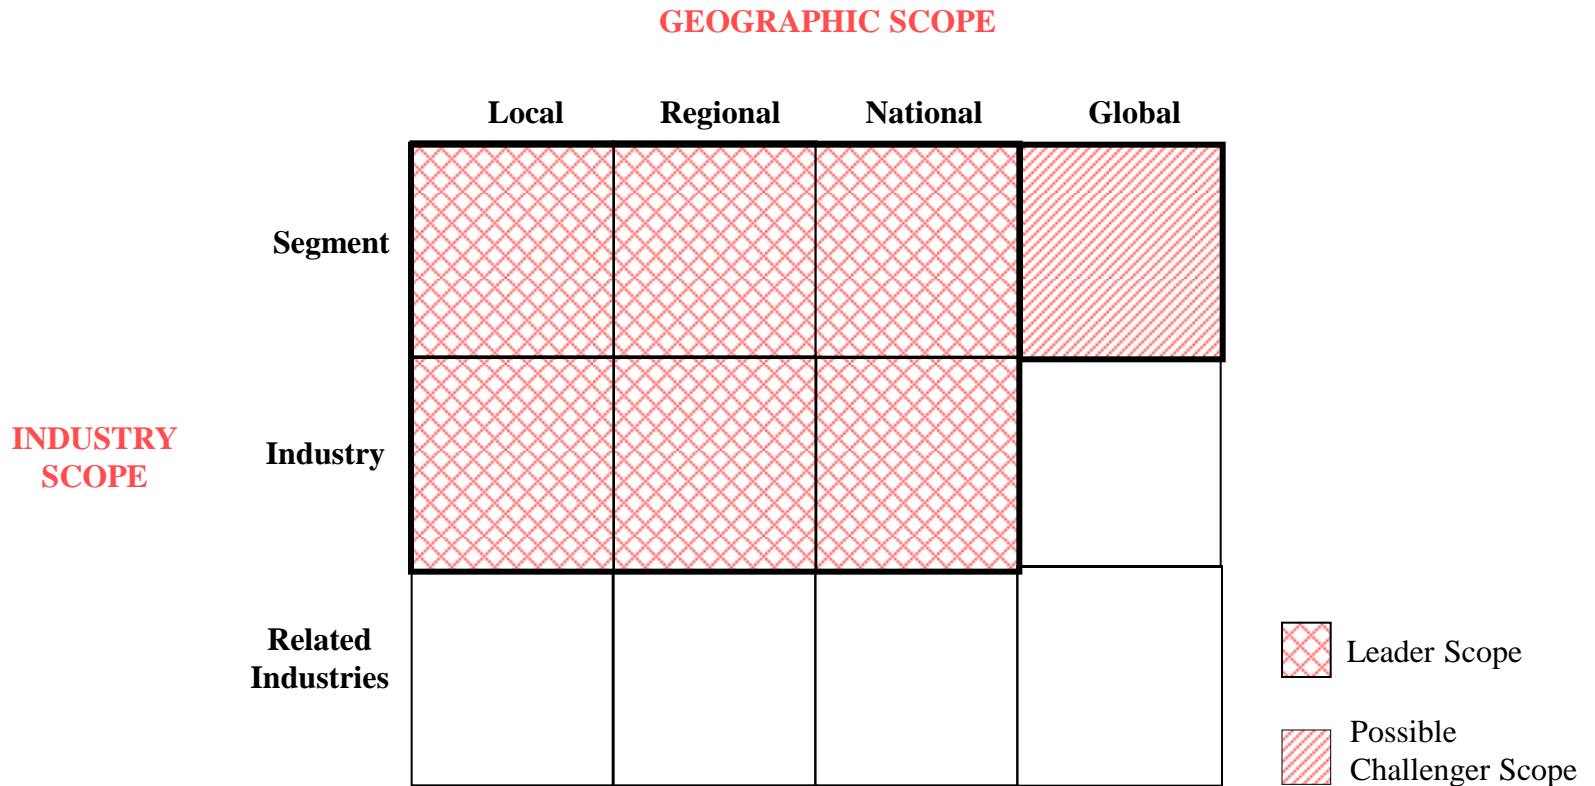 GEOGRAPHIC SCOPE
Local Regional National Global
Segment
INDUSTRY
SCOPE
Industry
Related
Industries
Leader Scope
Possible
Challenger Scope